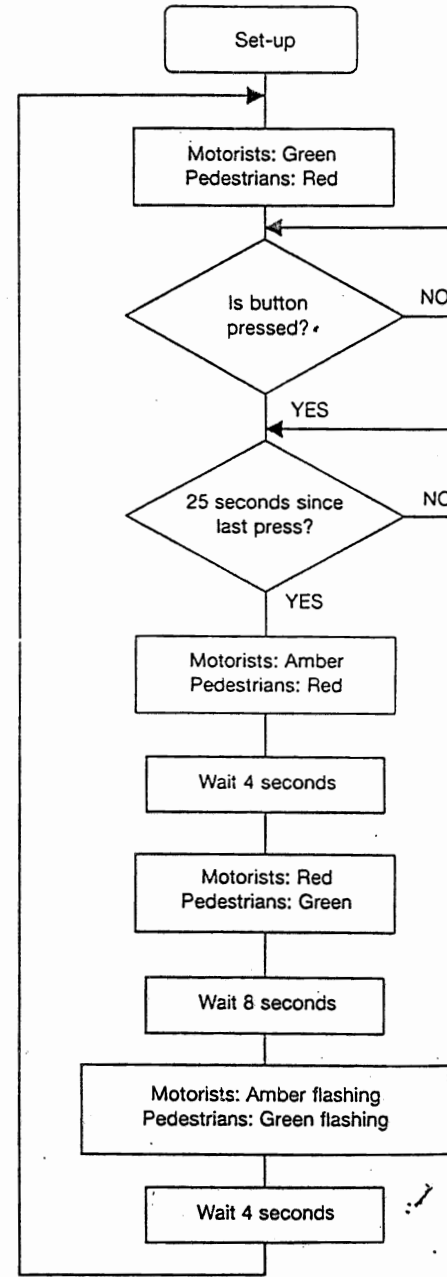 Set-up
Motorists: Green
Pedestrians: Red
Is button
pressed?
NO
YES
25 seconds since
last press?
NO
YES
Motorists: Amber
Pedestrians: Red
Wait 4 seconds
Motorists: Red
Pedestrians: Green
Wait 8 seconds
Motorists: Amber flashing
Pedestrians: Green flashing
Wait 4 seconds